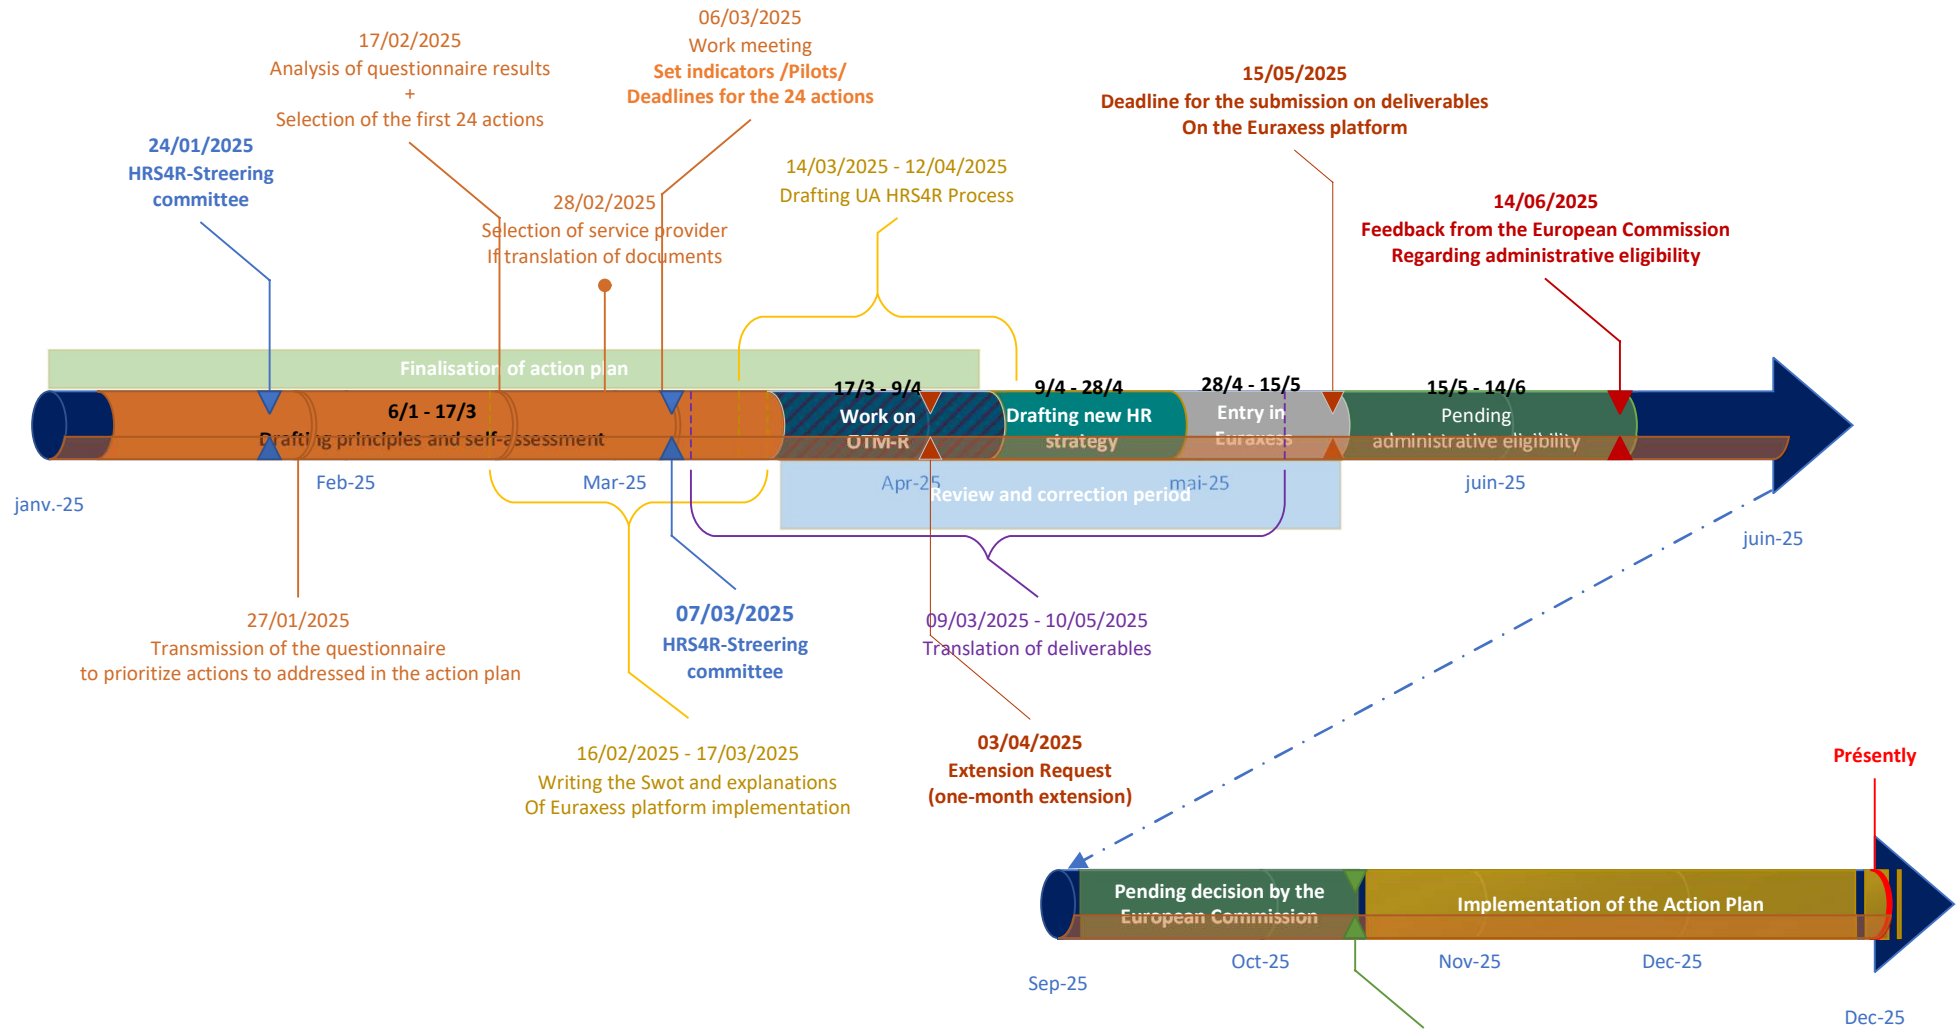 06/03/2025
Work meeting
Set indicators /Pilots/
Deadlines for the 24 actions
17/02/2025
Analysis of questionnaire results
+
Selection of the first 24 actions
15/05/2025
Deadline for the submission on deliverables
On the Euraxess platform
24/01/2025
HRS4R-Streering
committee
14/03/2025 - 12/04/2025
Drafting UA HRS4R Process
28/02/2025
Selection of service provider
If translation of documents
14/06/2025
Feedback from the European Commission
Regarding administrative eligibility
Finalisation of action plan
6/1 - 17/3
Drafting principles and self-assessment
17/3 - 9/4
Work on
OTM-R
9/4 - 28/4
Drafting new HR
strategy
28/4 - 15/5
Entry in
Euraxess
15/5 - 14/6
Pending
administrative eligibility
janv.-25
Feb-25
Mar-25
Apr-25
mai-25
juin-25
juin-25
Review and correction period
27/01/2025
Transmission of the questionnaire
to prioritize actions to addressed in the action plan
07/03/2025
HRS4R-Streering
committee
09/03/2025 - 10/05/2025
Translation of deliverables
16/02/2025 - 17/03/2025
Writing the Swot and explanations
Of Euraxess platform implementation
03/04/2025
Extension Request
(one-month extension)
Présently
Pending decision by the
European Commission
Implementation of the Action Plan
Sep-25
Oct-25
Nov-25
Dec-25
Dec-25